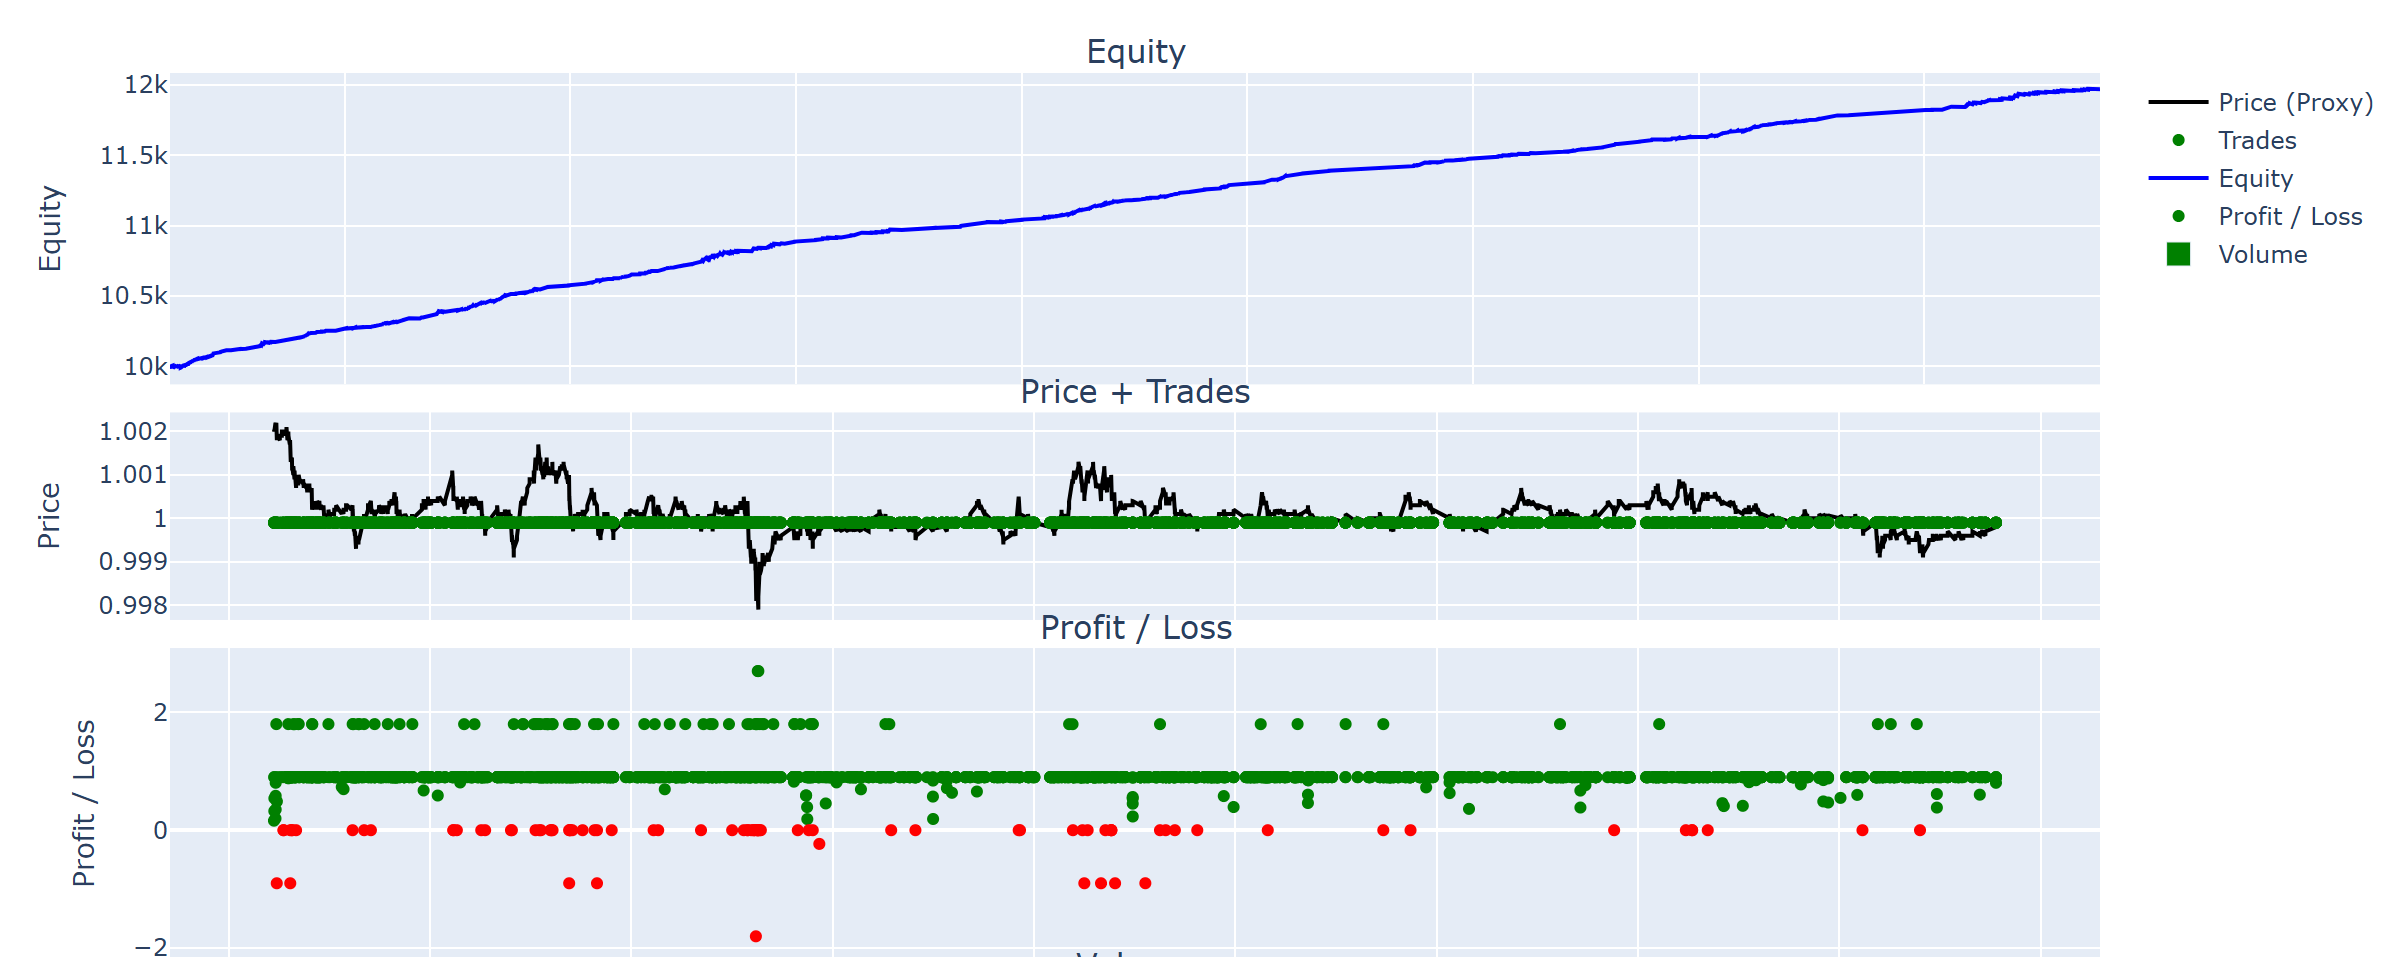 Equity
12k
11.5k
11k
10.5k
10k
Equity
Price (Proxy)
Trades
Equity
Profit / Loss
Volume
Price + Trades
1.002
1.001
1
0.999
0.998
Price
Profit / Loss
2
0
−2
Profit / Loss